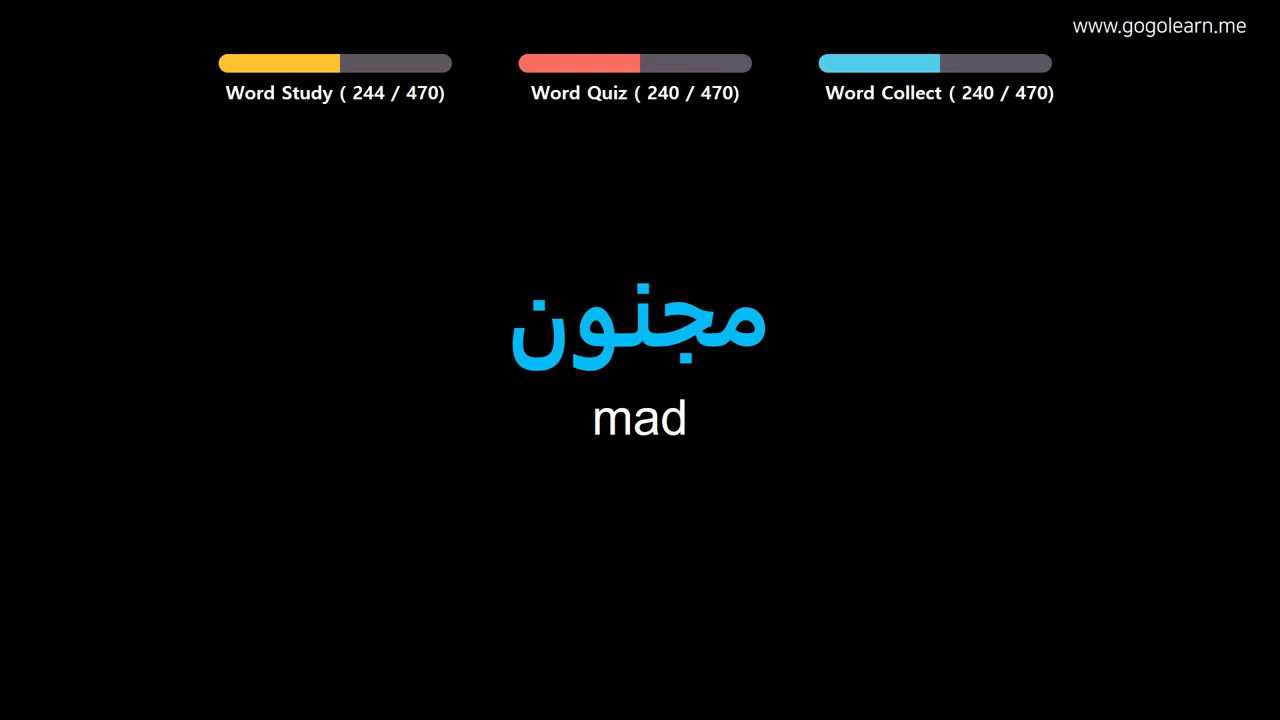 www.gogolearn.me
Word Study ( 244 / 470)
Word Quiz ( 240 / 470)
Word Collect ( 240 / 470)
مجنون
mad